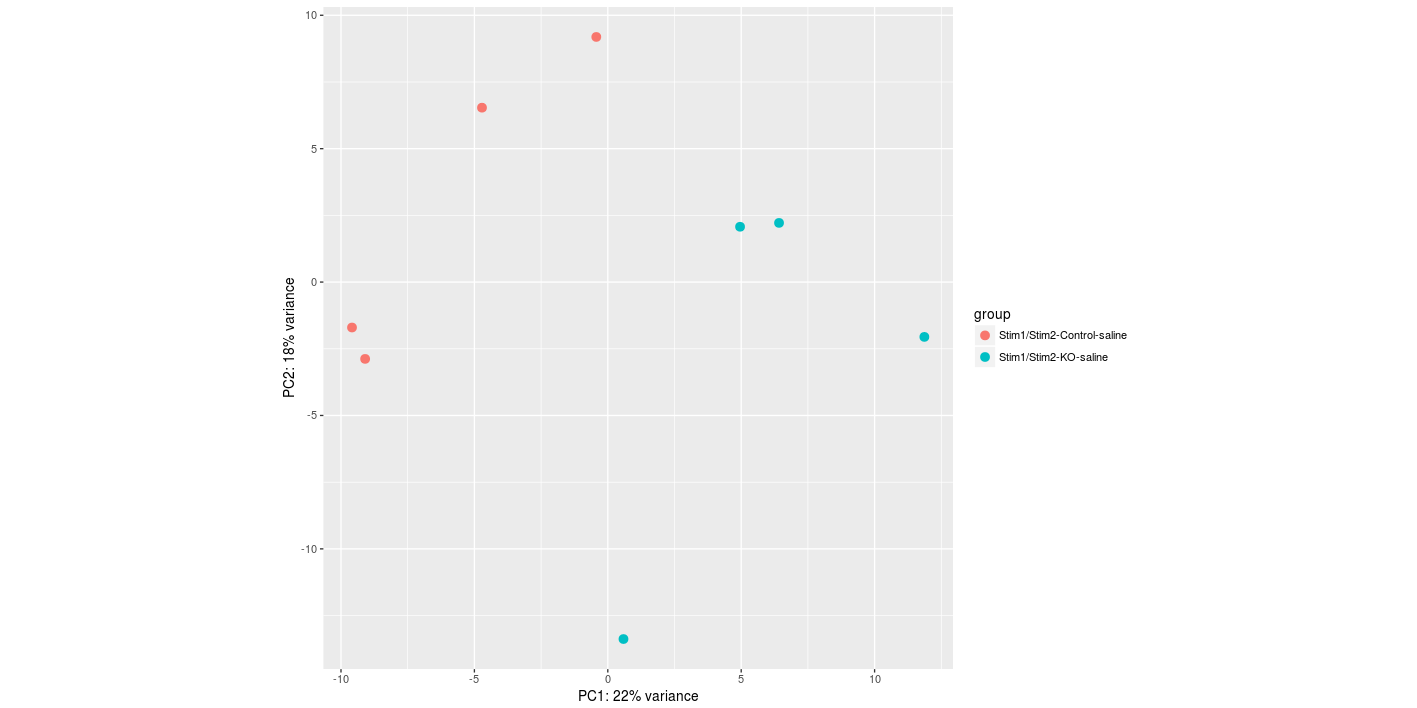 10
5
0
-5
-10
PC2: 18% variance
-10
-5
0
5
10
PC1: 22% variance
group
Stim1/Stim2-Control-saline
Stim1/Stim2-KO-saline